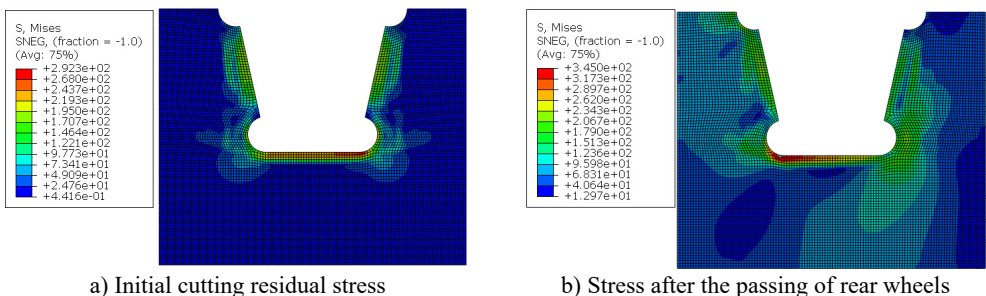 S, Mises
SNEG, (fraction = -1.0)
(Avg: 75%)
+2.923e+02
+2.680e+02
+2.437e+02
+2.193e+02
+1.950e+02
+1.707e+02
+1.464e+02
+1.221e+02
+9.773e+01
+7.341e+01
+4.909e+01
+2.476e+01
+4.416e-01
a) Initial cutting residual stress
S, Mises
SNEG, (fraction = -1.0)
(Avg: 75%)
+3.450e+02
+3.173e+02
+2.897e+02
+2.620e+02
+2.343e+02
+2.067e+02
+1.790e+02
+1.513e+02
+1.236e+02
+9.598e+01
+6.831e+01
+4.064e+01
+1.297e+01
b) Stress after the passing of rear wheels